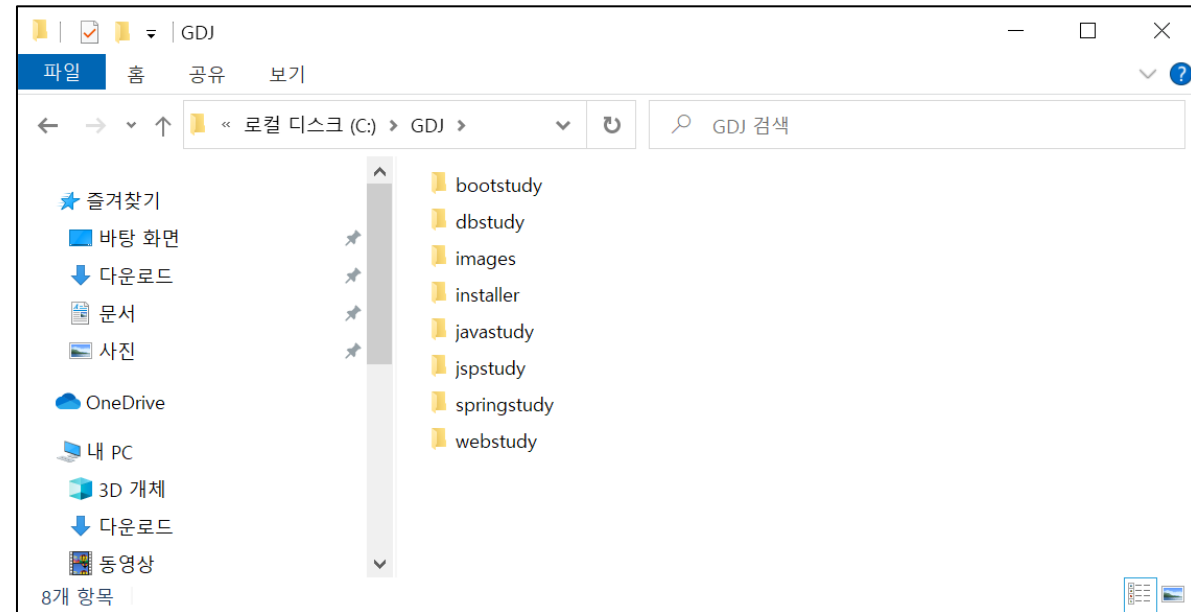 GDJ
파일 홈 공유 보기
« 로컬 디스크 (C:) > GDJ >
GDJ 검색
즐겨찾기
바탕 화면
다운로드
문서
사진
OneDrive
내 PC
3D 개체
다운로드
동영상
bootstudy
dbstudy
images
installer
javastudy
jspstudy
springstudy
webstudy
8개 항목